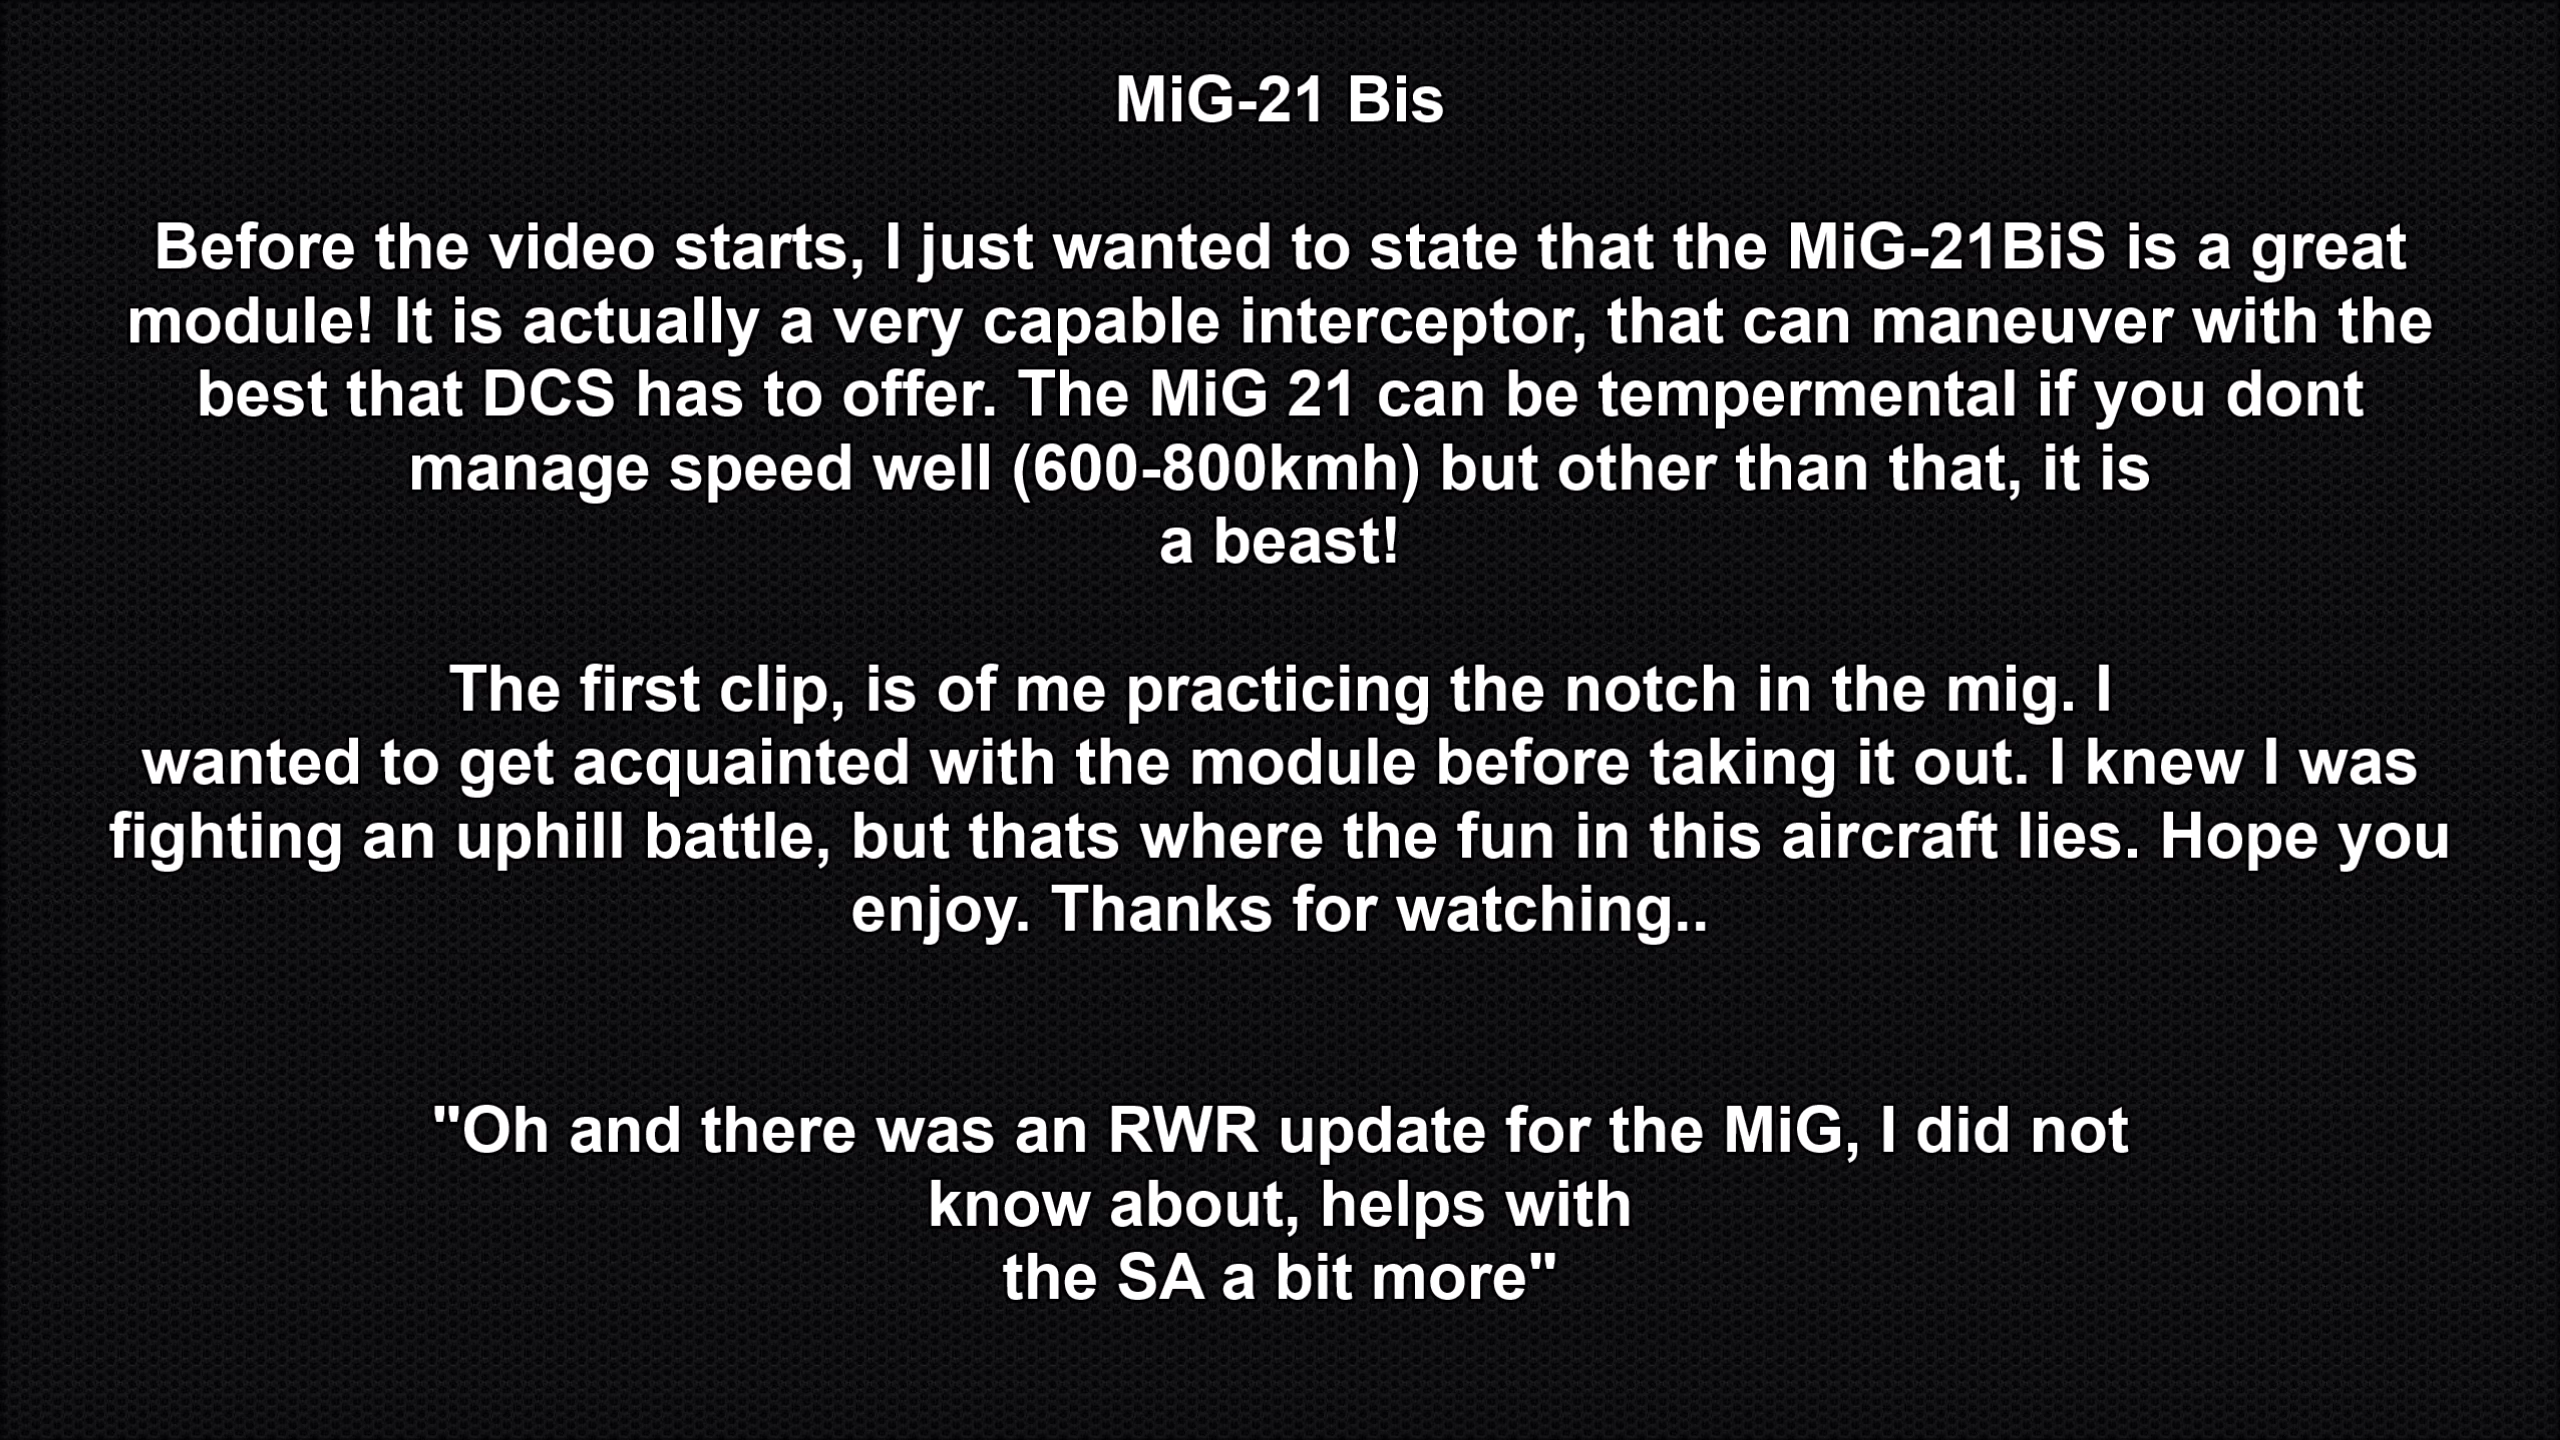 MiG-21 Bis
Before the video starts, I just wanted to state that the MiG-21BiS is a great
module! It is actually a very capable interceptor, that can maneuver with the
best that DCS has to offer. The MiG 21 can be tempermental if you dont
manage speed well (600-800kmh) but other than that, it is
a beast!
The first clip, is of me practicing the notch in the mig. I
wanted to get acquainted with the module before taking it out. I knew I was
fighting an uphill battle, but thats where the fun in this aircraft lies. Hope you
enjoy. Thanks for watching..
"Oh and there was an RWR update for the MiG, I did not
know about, helps with
the SA a bit more"